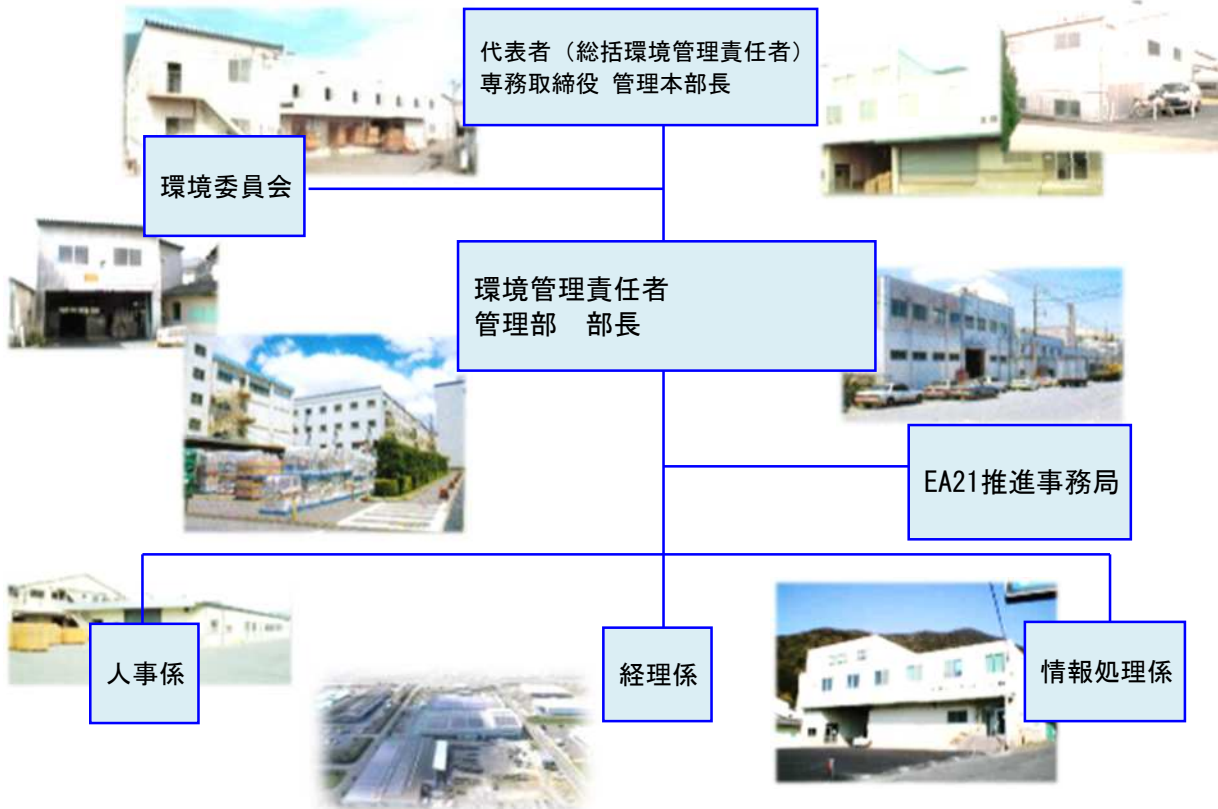 代表者（総括環境管理責任者）
専務取締役 管理本部長
環境委員会
環境管理責任者
管理部　部長
EA21推進事務局
人事係
経理係
情報処理係